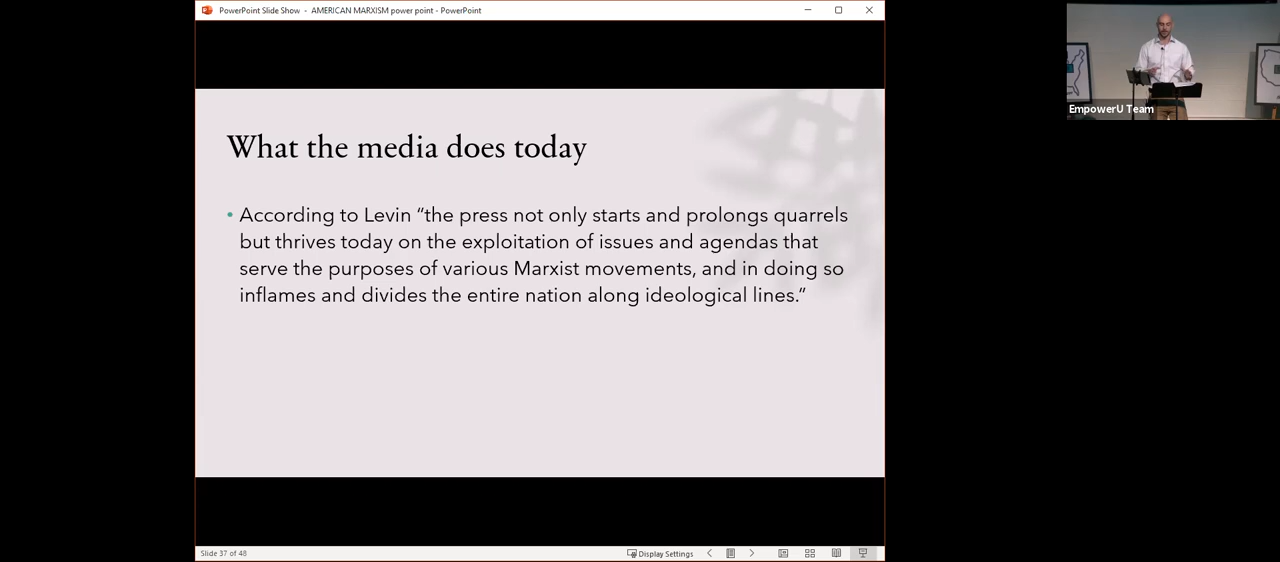 PowerPoint Slide Show - AMERICAN MARXISM power point - PowerPoint
EmpowerU Team
What the media does today
• According to Levin “the press not only starts and prolongs quarrels
but thrives today on the exploitation of issues and agendas that
serve the purposes of various Marxist movements, and in doing so
inflames and divides the entire nation along ideological lines.”
Slide 37 of 48
Display Settings